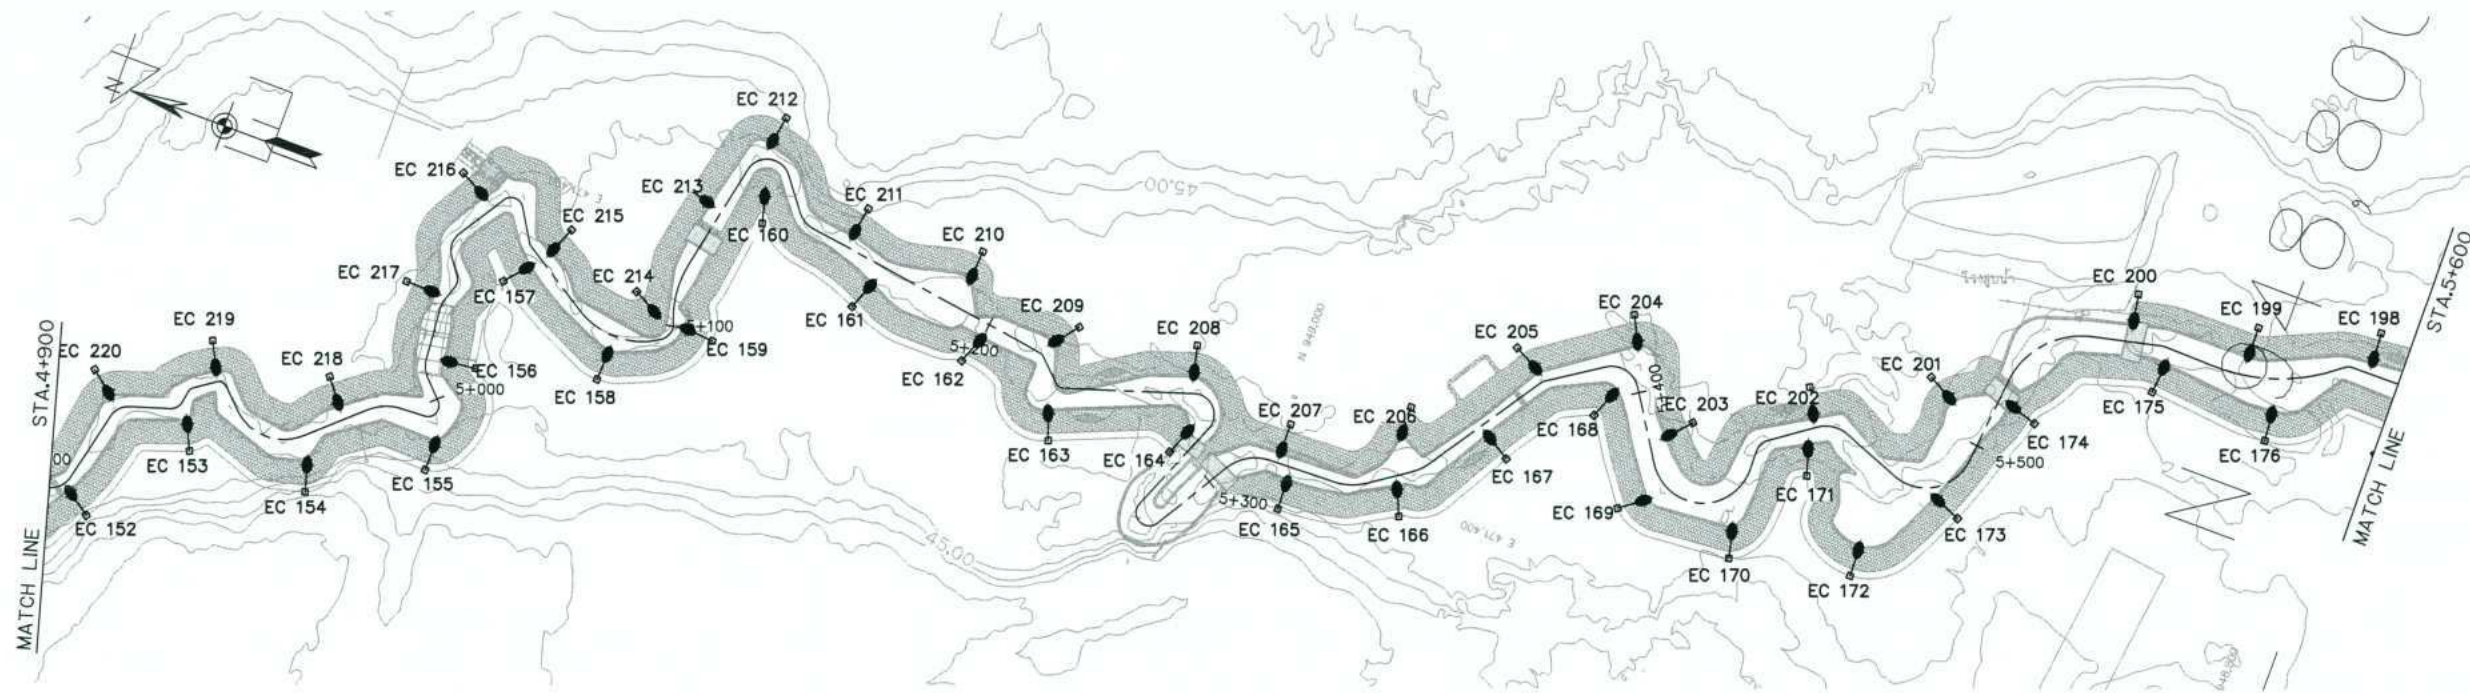 N
EC 212
EC 216
EC 213
EC 215
EC 211
EC 160
45.00
EC 210
EC 217
EC 157
EC 214
EC 161
5+100
EC 159
EC 209
EC 219
EC 220
EC 218
EC 156
5+000
EC 158
5+200
EC 162
EC 208
N 949,000
EC 204
EC 205
EC 200
EC 199
EC 198
STA.5+600
STA.4+900
00
EC 153
EC 154
EC 155
EC 152
MATCH LINE
EC 163
EC 164
EC 207
EC 206
EC 168
EC 203
EC 202
EC 201
EC 174
EC 175
EC 176
5+300
EC 165
EC 166
EC 167
EC 169
EC 171
5+500
EC 173
EC 170
EC 172
45.00
E 471,400
MATCH LINE